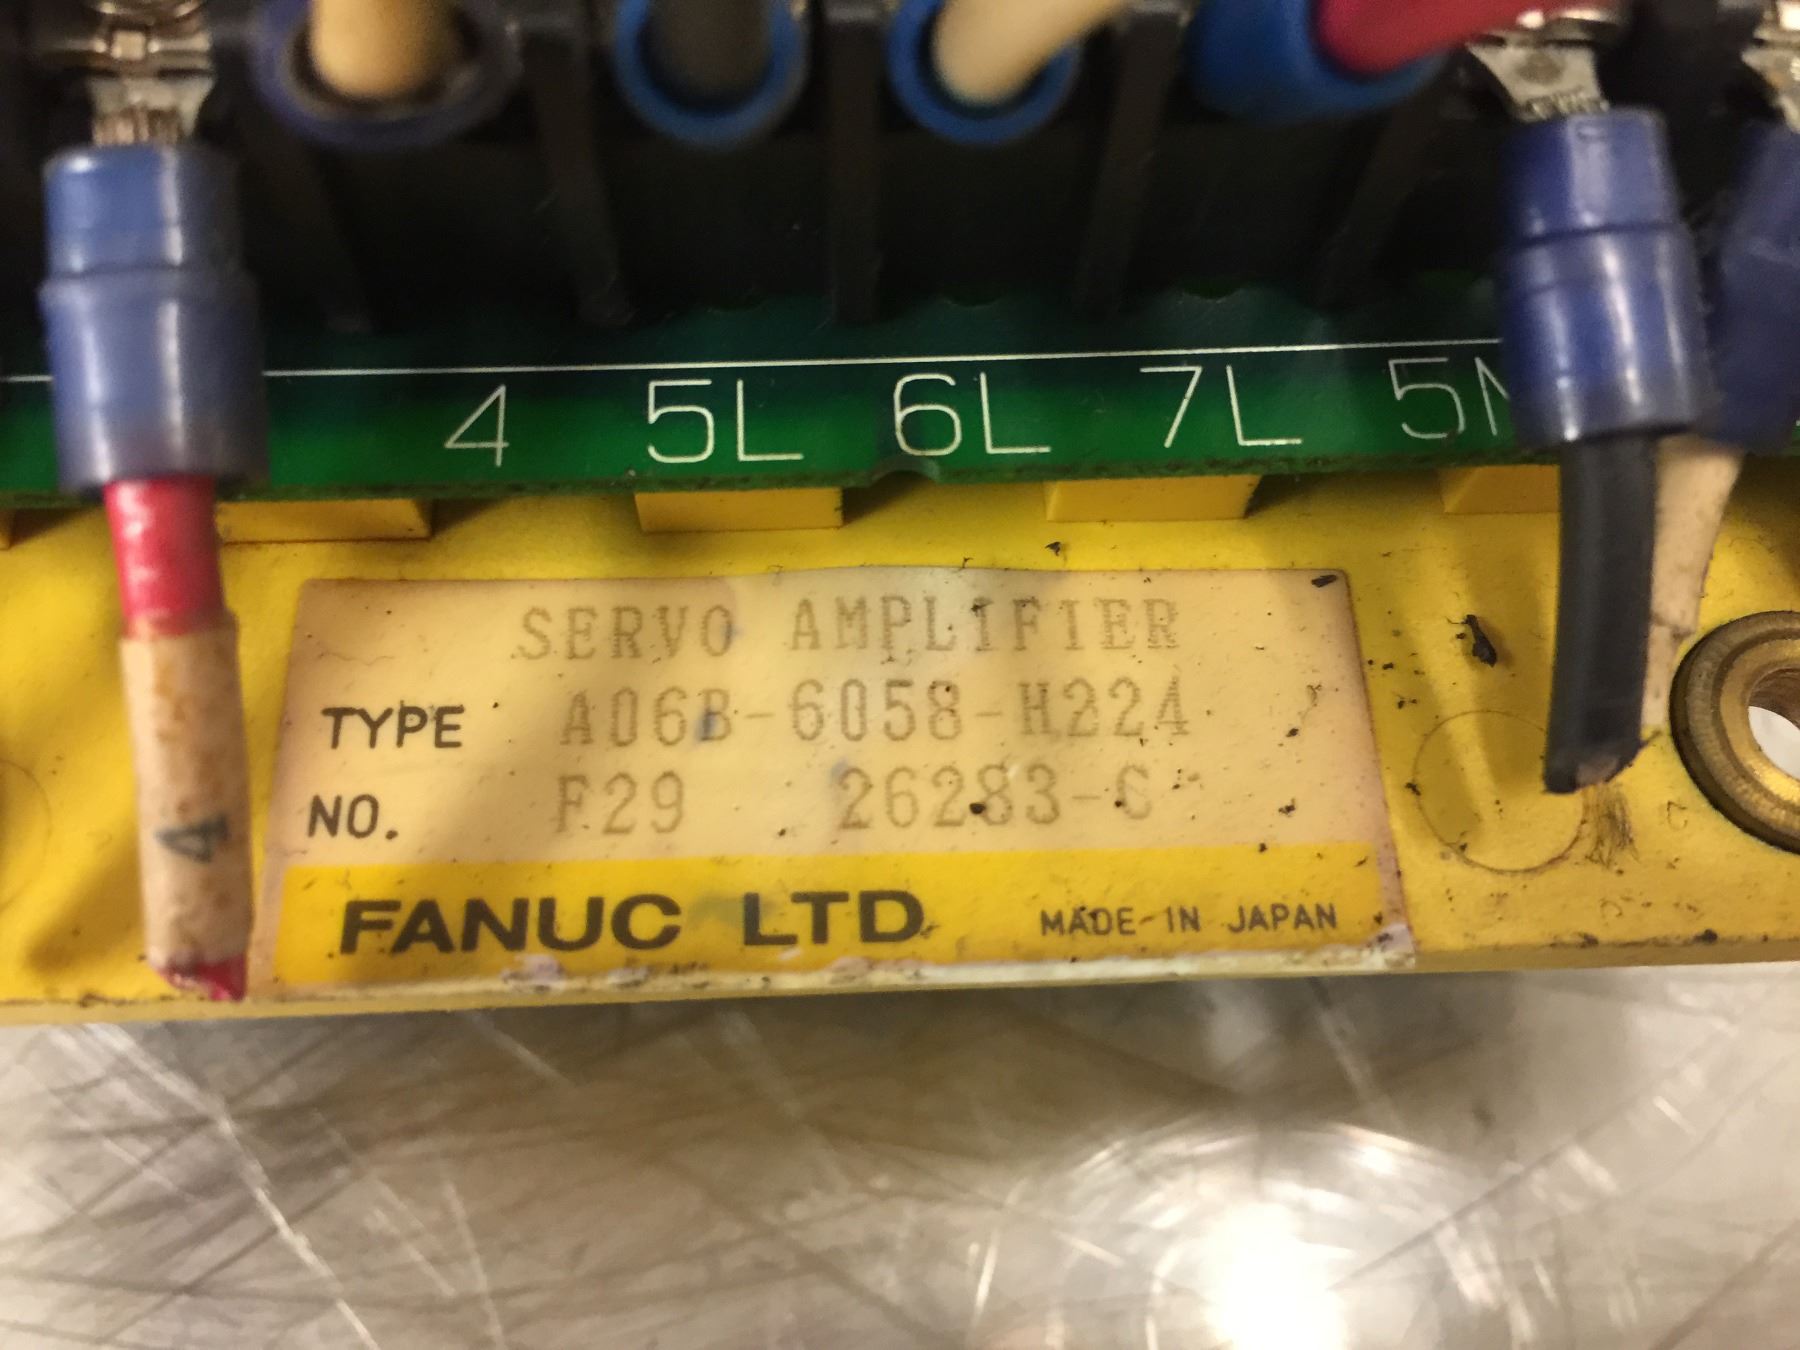 4 5L 6L 7L
SERVO AMPLIFIER
TYPE A06B-6058-H224
NO. F29 26283-C
4
FANUC LTD MADE IN JAPAN